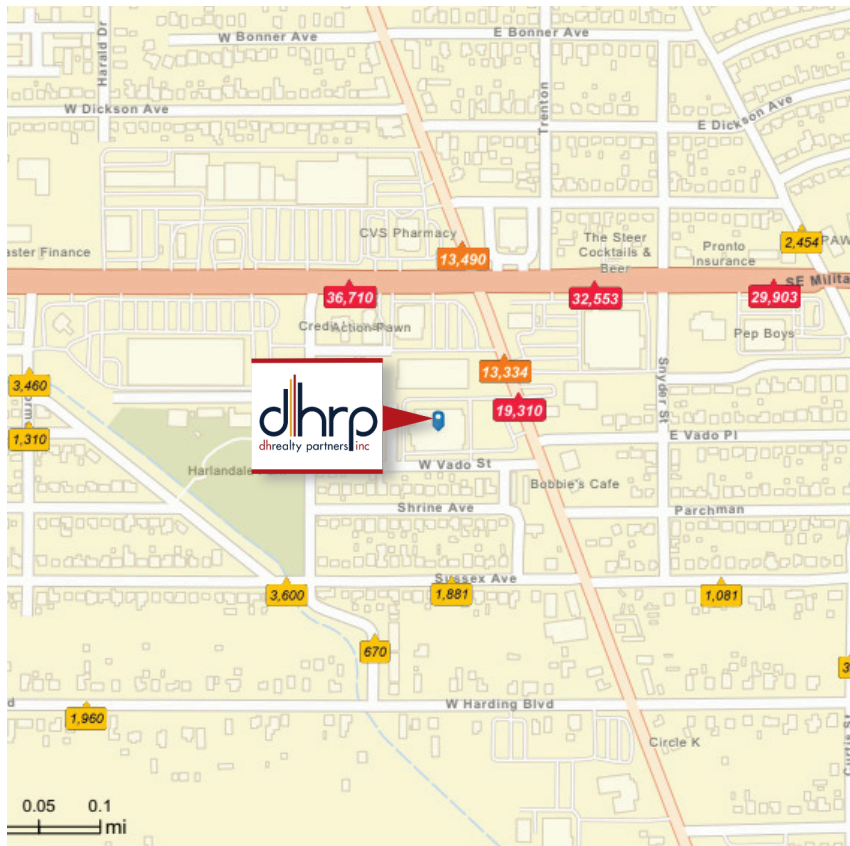 W Bonner Ave
E Bonner Ave
Harald Dr
W Dickson Ave
Trenton
E Dickson Ave
CVS Pharmacy
The Steer
Cocktails &
Beer
Pronto
Insurance
2,454
PAW
aster Finance
13,490
SE Milita
36,710
32,553
29,903
Action Pawn
Pep Boys
13,334
3,460
Snyder St
dhrp
dhrealty partners inc
19,310
1,310
E Vado Pl
W Vado St
Harlandale
Bobbie's Cafe
Shrine Ave
Parchman
Sussex Ave
3,600
1,881
1,081
670
3
d
W Harding Blvd
1,960
Curtis St
Circle K
0.05
0.1
mi